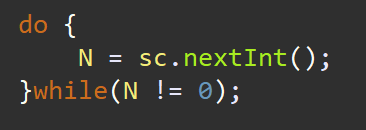 do {
    N = sc.nextInt();
}while(N != 0);